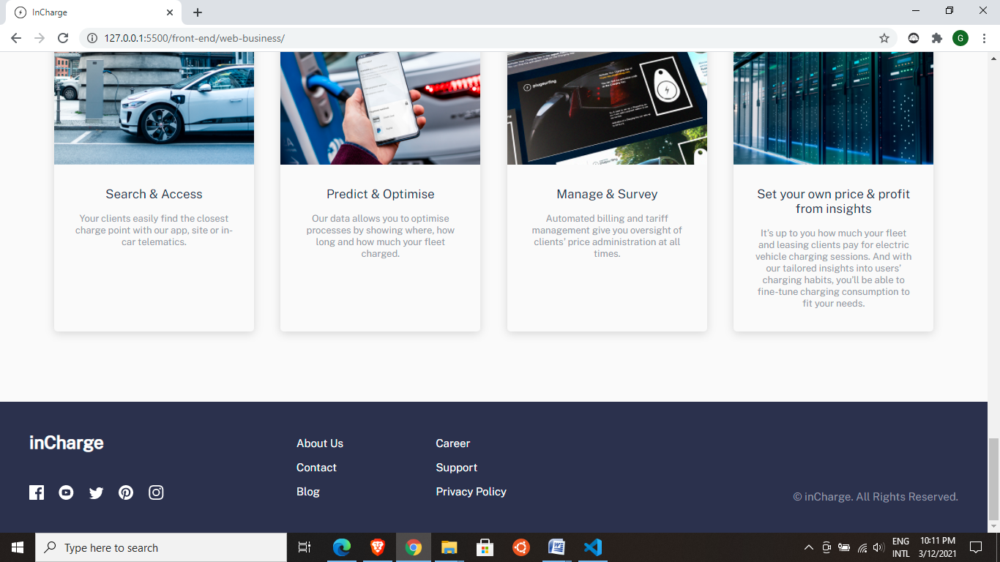 InCharge
127.0.0.1:5500/front-end/web-business/
G
plugsurfing
Search & Access
Your clients easily find the closest
charge point with our app, site or in-
car telematics.
Predict & Optimise
Our data allows you to optimise
processes by showing where, how
long and how much your fleet
charged.
Manage & Survey
Automated billing and tariff
management give you oversight of
clients' price administration at all
times.
Set your own price & profit
from insights
It's up to you how much your fleet
and leasing clients pay for electric
vehicle charging sessions. And with
our tailored insights into users'
charging habits, you'll be able to
fine-tune charging consumption to
fit your needs.
inCharge
About Us
Contact
Blog
Career
Support
Privacy Policy
© inCharge. All Rights Reserved.
Type here to search
ENG
INTL
10:11 PM
3/12/2021